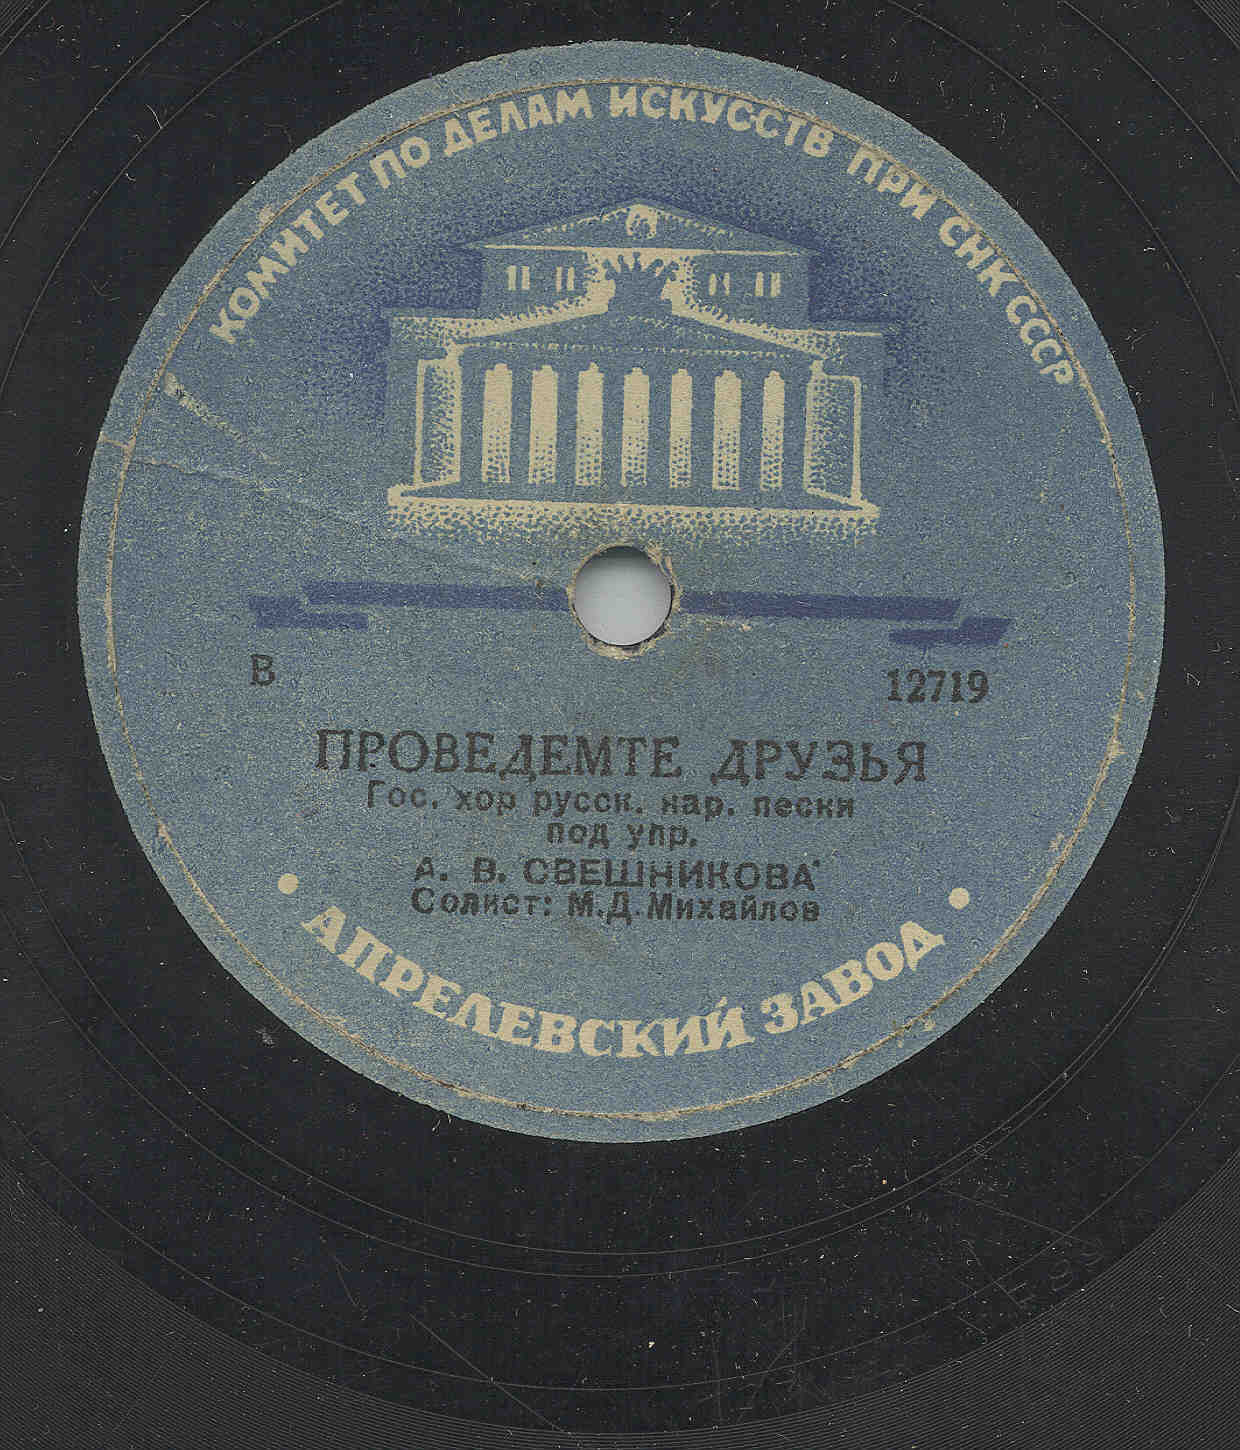 КОМИТЕТ ПО ДЕЛАМ ИСКУССТВ ПРИ СНК СССР
В 12719
ПРОВЕДЕМТЕ ДРУЗЬЯ
Гос. хор русск. нар. песни
под упр.
А. В. СВЕШНИКОВА
Солист: М.Д.Михайлов
• АПРЕЛЕВСКИЙ ЗАВОД •